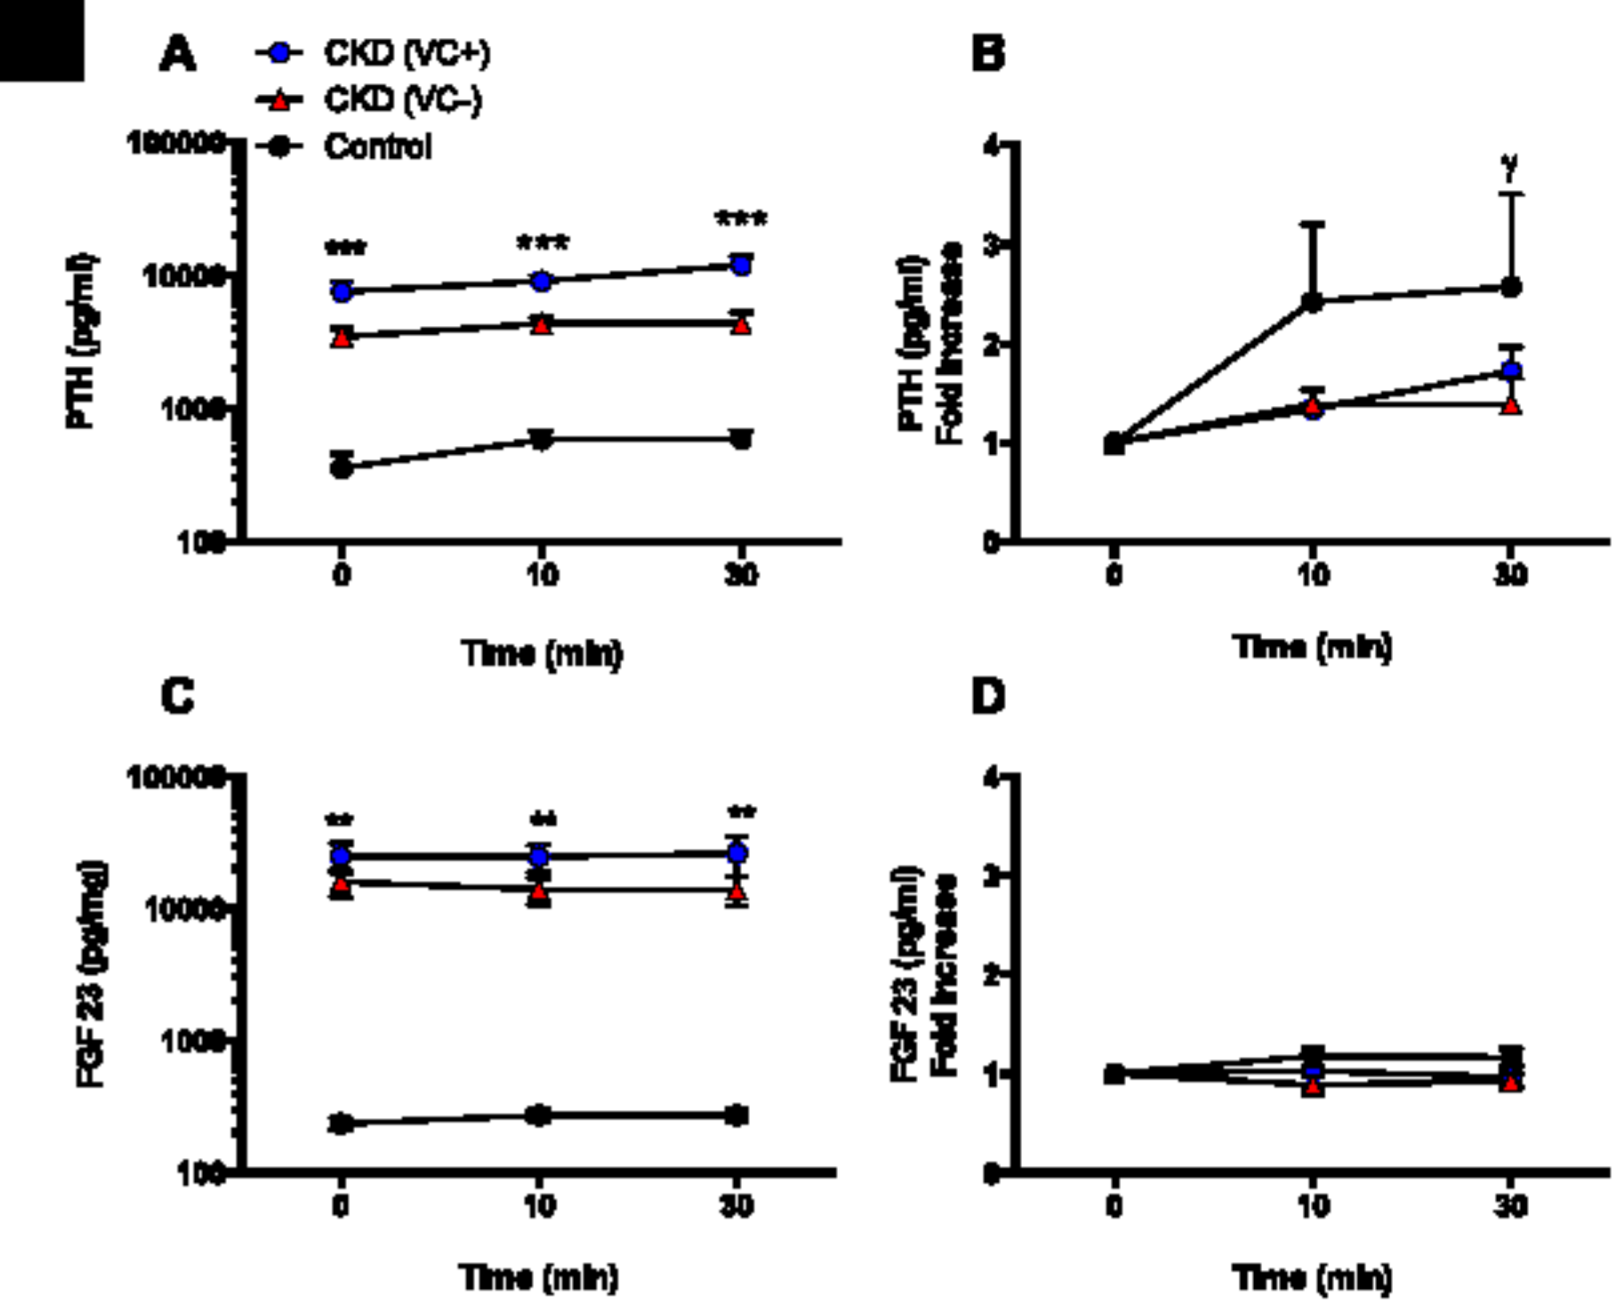 A
CKD (VC+)
CKD (VC-)
Control
100000
10000
1000
100
PTH (pg/ml)
***
***
***
0
10
30
Time (min)
B
4
3
2
1
0
PTH (pg/ml)
Fold increase
γ
0
10
30
Time (min)
C
100000
10000
1000
100
FGF 23 (pg/mg)
**
**
**
0
10
30
Time (min)
D
4
3
2
1
0
FGF 23 (pg/ml)
Fold increase
0
10
30
Time (min)